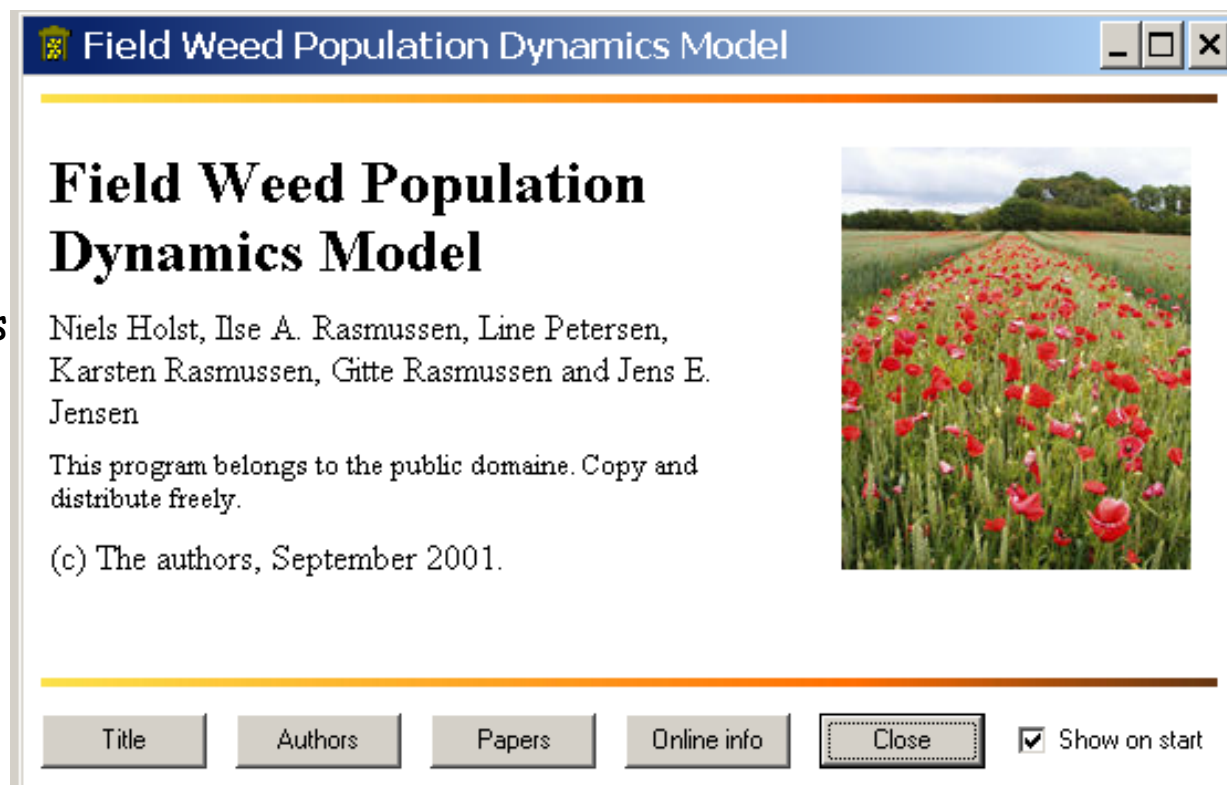 Field Weed Population Dynamics Model
Field Weed Population
Dynamics Model
s
Niels Holst, Ilse A. Rasmussen, Line Petersen,
Karsten Rasmussen, Gitte Rasmussen and Jens E.
Jensen
This program belongs to the public domaine. Copy and
distribute freely.
(c) The authors, September 2001.
Title
Authors
Papers
Online info
Close
Show on start